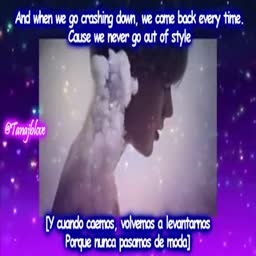 And when we go crashing down, we come back every time.
Cause we never go out of style
@Tanajblove
[Y cuando caemos, volvemos a levantarnos
Porque nunca pasamos de moda]